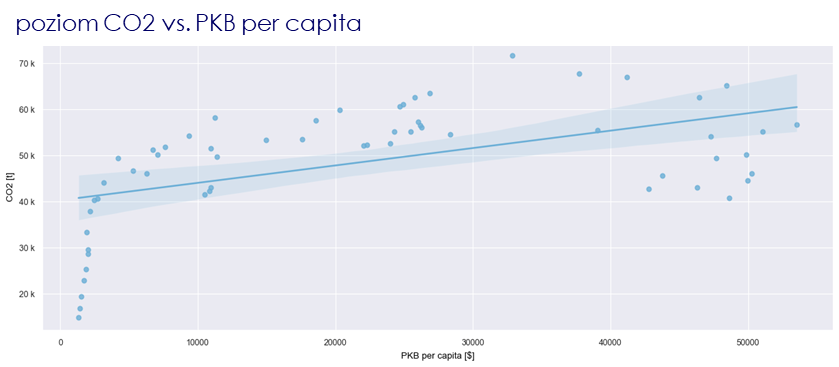 poziom CO2 vs. PKB per capita
70 k
60 k
50 k
40 k
30 k
20 k
CO2 [t]
0 10000 20000 30000 40000 50000
PKB per capita [$]